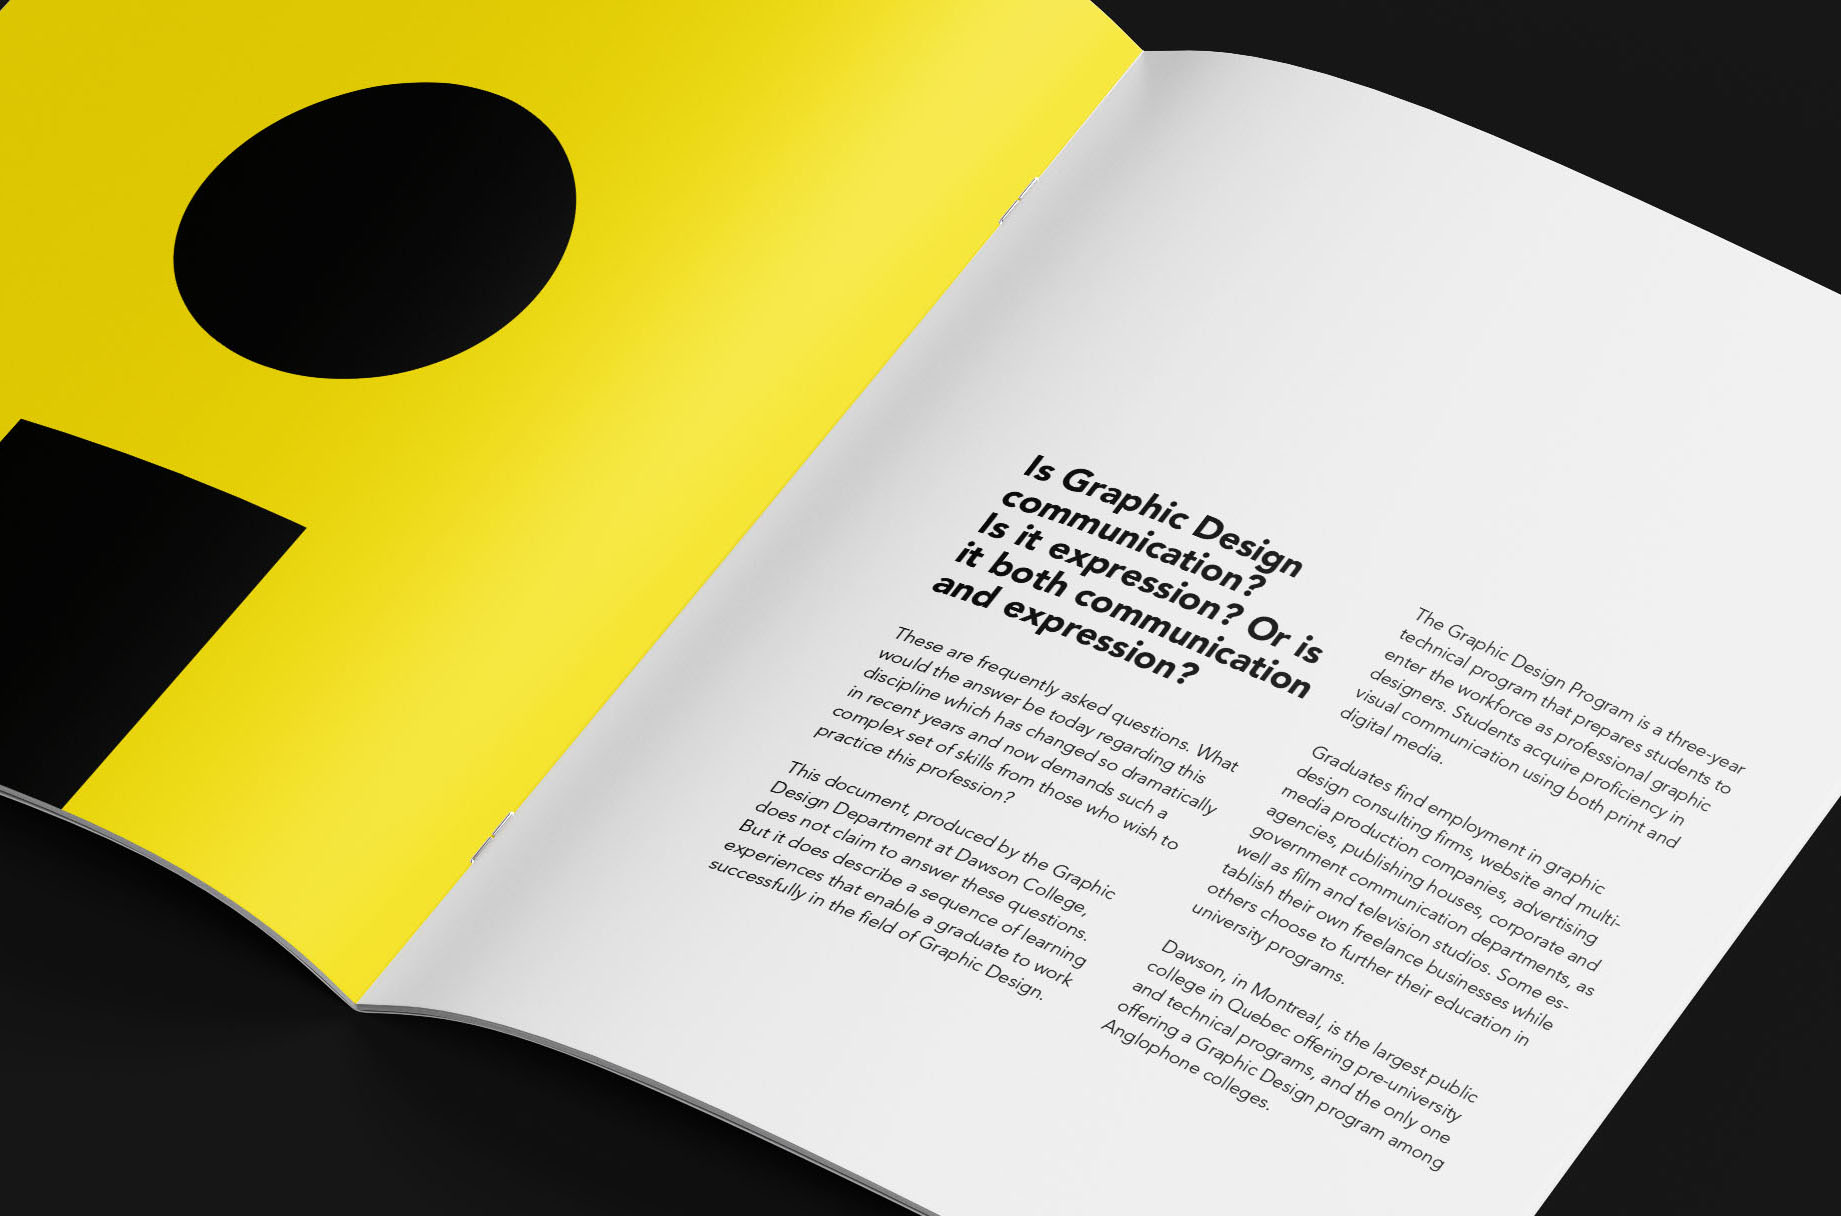 Is Graphic Design
communication?
Is it expression? Or is
it both communication
and expression?
These are frequently asked questions. What
would the answer be today regarding this
discipline which has changed so dramatically
in recent years and now demands such a
complex set of skills from those who wish to
practice this profession?
This document, produced by the Graphic
Design Department at Dawson College,
does not claim to answer these questions.
But it does describe a sequence of learning
experiences that enable a graduate to work
successfully in the field of Graphic Design.
The Graphic Design Program is a three-year
technical program that prepares students to
enter the workforce as professional graphic
designers. Students acquire proficiency in
visual communication using both print and
digital media.
Graduates find employment in graphic
design consulting firms, website and multi-
media production companies, advertising
agencies, publishing houses, corporate and
government communication departments, as
well as film and television studios. Some es-
tablish their own freelance businesses while
others choose to further their education in
university programs.
Dawson, in Montreal, is the largest public
college in Quebec offering pre-university
and technical programs, and the only one
offering a Graphic Design program among
Anglophone colleges.